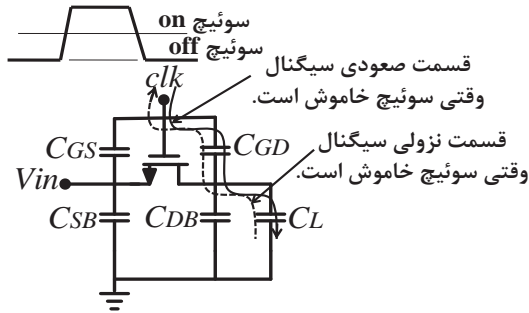 سوئیچ on
سوئیچ off
clk
قسمت صعودی سیگنال
وقتی سوئیچ خاموش است.
CGS
CGD
قسمت نزولی سیگنال
وقتی سوئیچ خاموش است.
Vin
CSB
CDB
CL